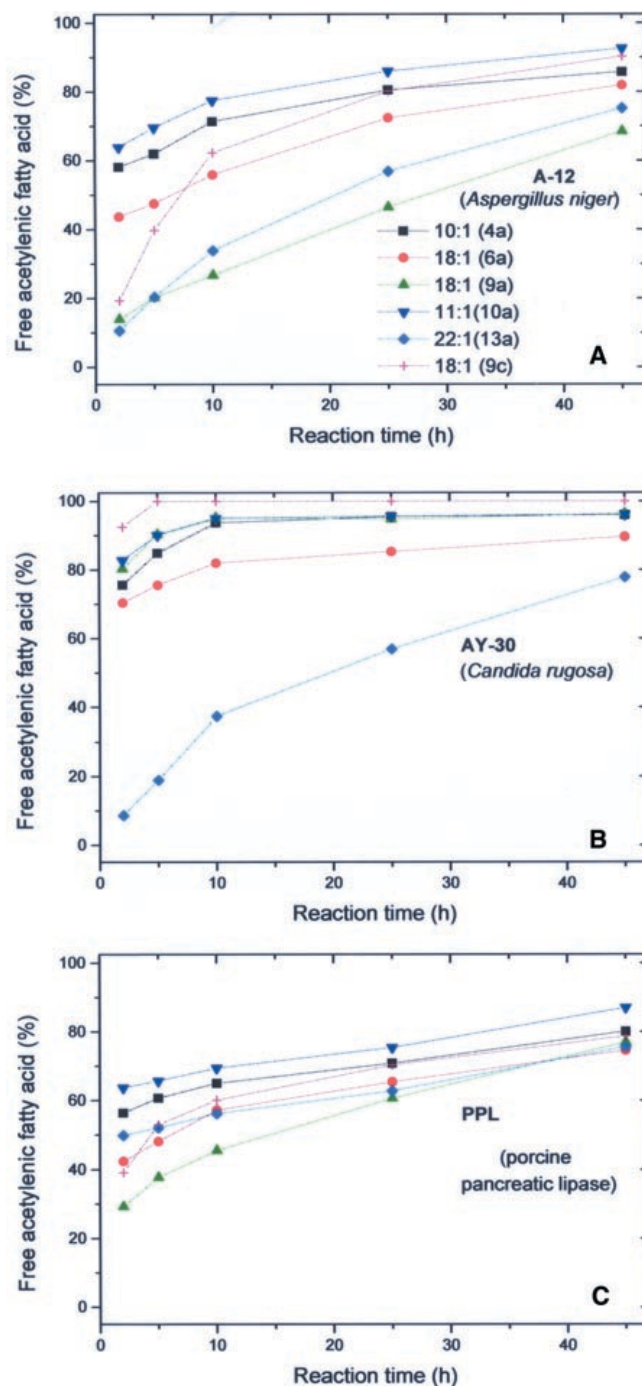 100
80
60
40
20
0
Free acetylenic fatty acid (%)
A-12
(Aspergillus niger)
10:1 (4a)
18:1 (6a)
18:1 (9a)
11:1(10a)
22:1(13a)
18:1 (9c)
A
0 10 20 30 40
Reaction time (h)
100
80
60
40
20
0
Free acetylenic fatty acid (%)
AY-30
(Candida rugosa)
B
0 10 20 30 40
Reaction time (h)
100
80
60
40
20
0
Free acetylenic fatty acid (%)
PPL
(porcine
pancreatic lipase)
C
0 10 20 30 40
Reaction time (h)